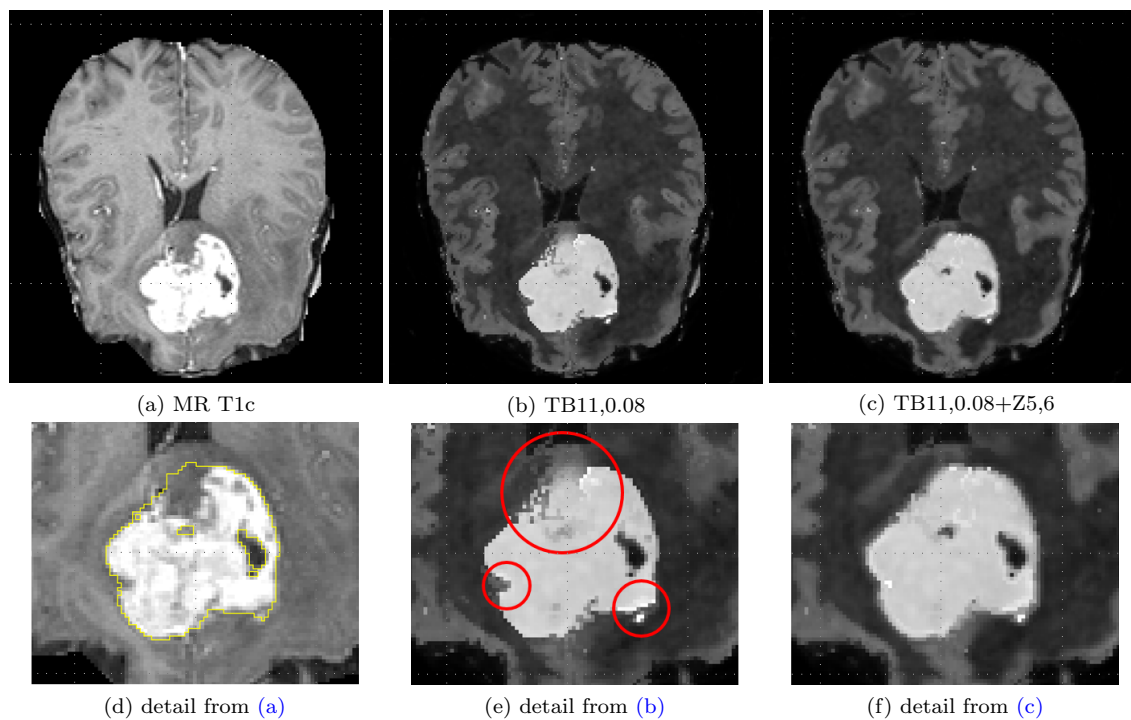 (a) MR T1c
(b) TB11,0.08
(c) TB11,0.08+Z5,6
(d) detail from (a)
(e) detail from (b)
(f) detail from (c)